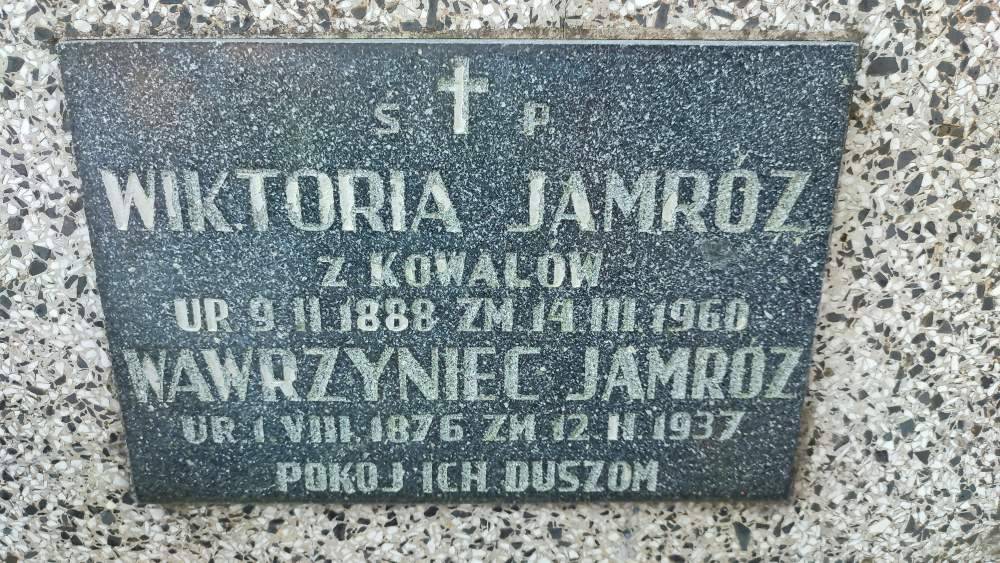 Ś. P.
WIKTORIA JAMRÓZ
Z KOWALÓW
UR. 9 II 1888 ZM. 14 III. 1960
WAWRZYNIEC JAMRÓZ
UR. 1 VIII. 1876 ZM. 12. II. 1937
POKÓJ ICH DUSZOM